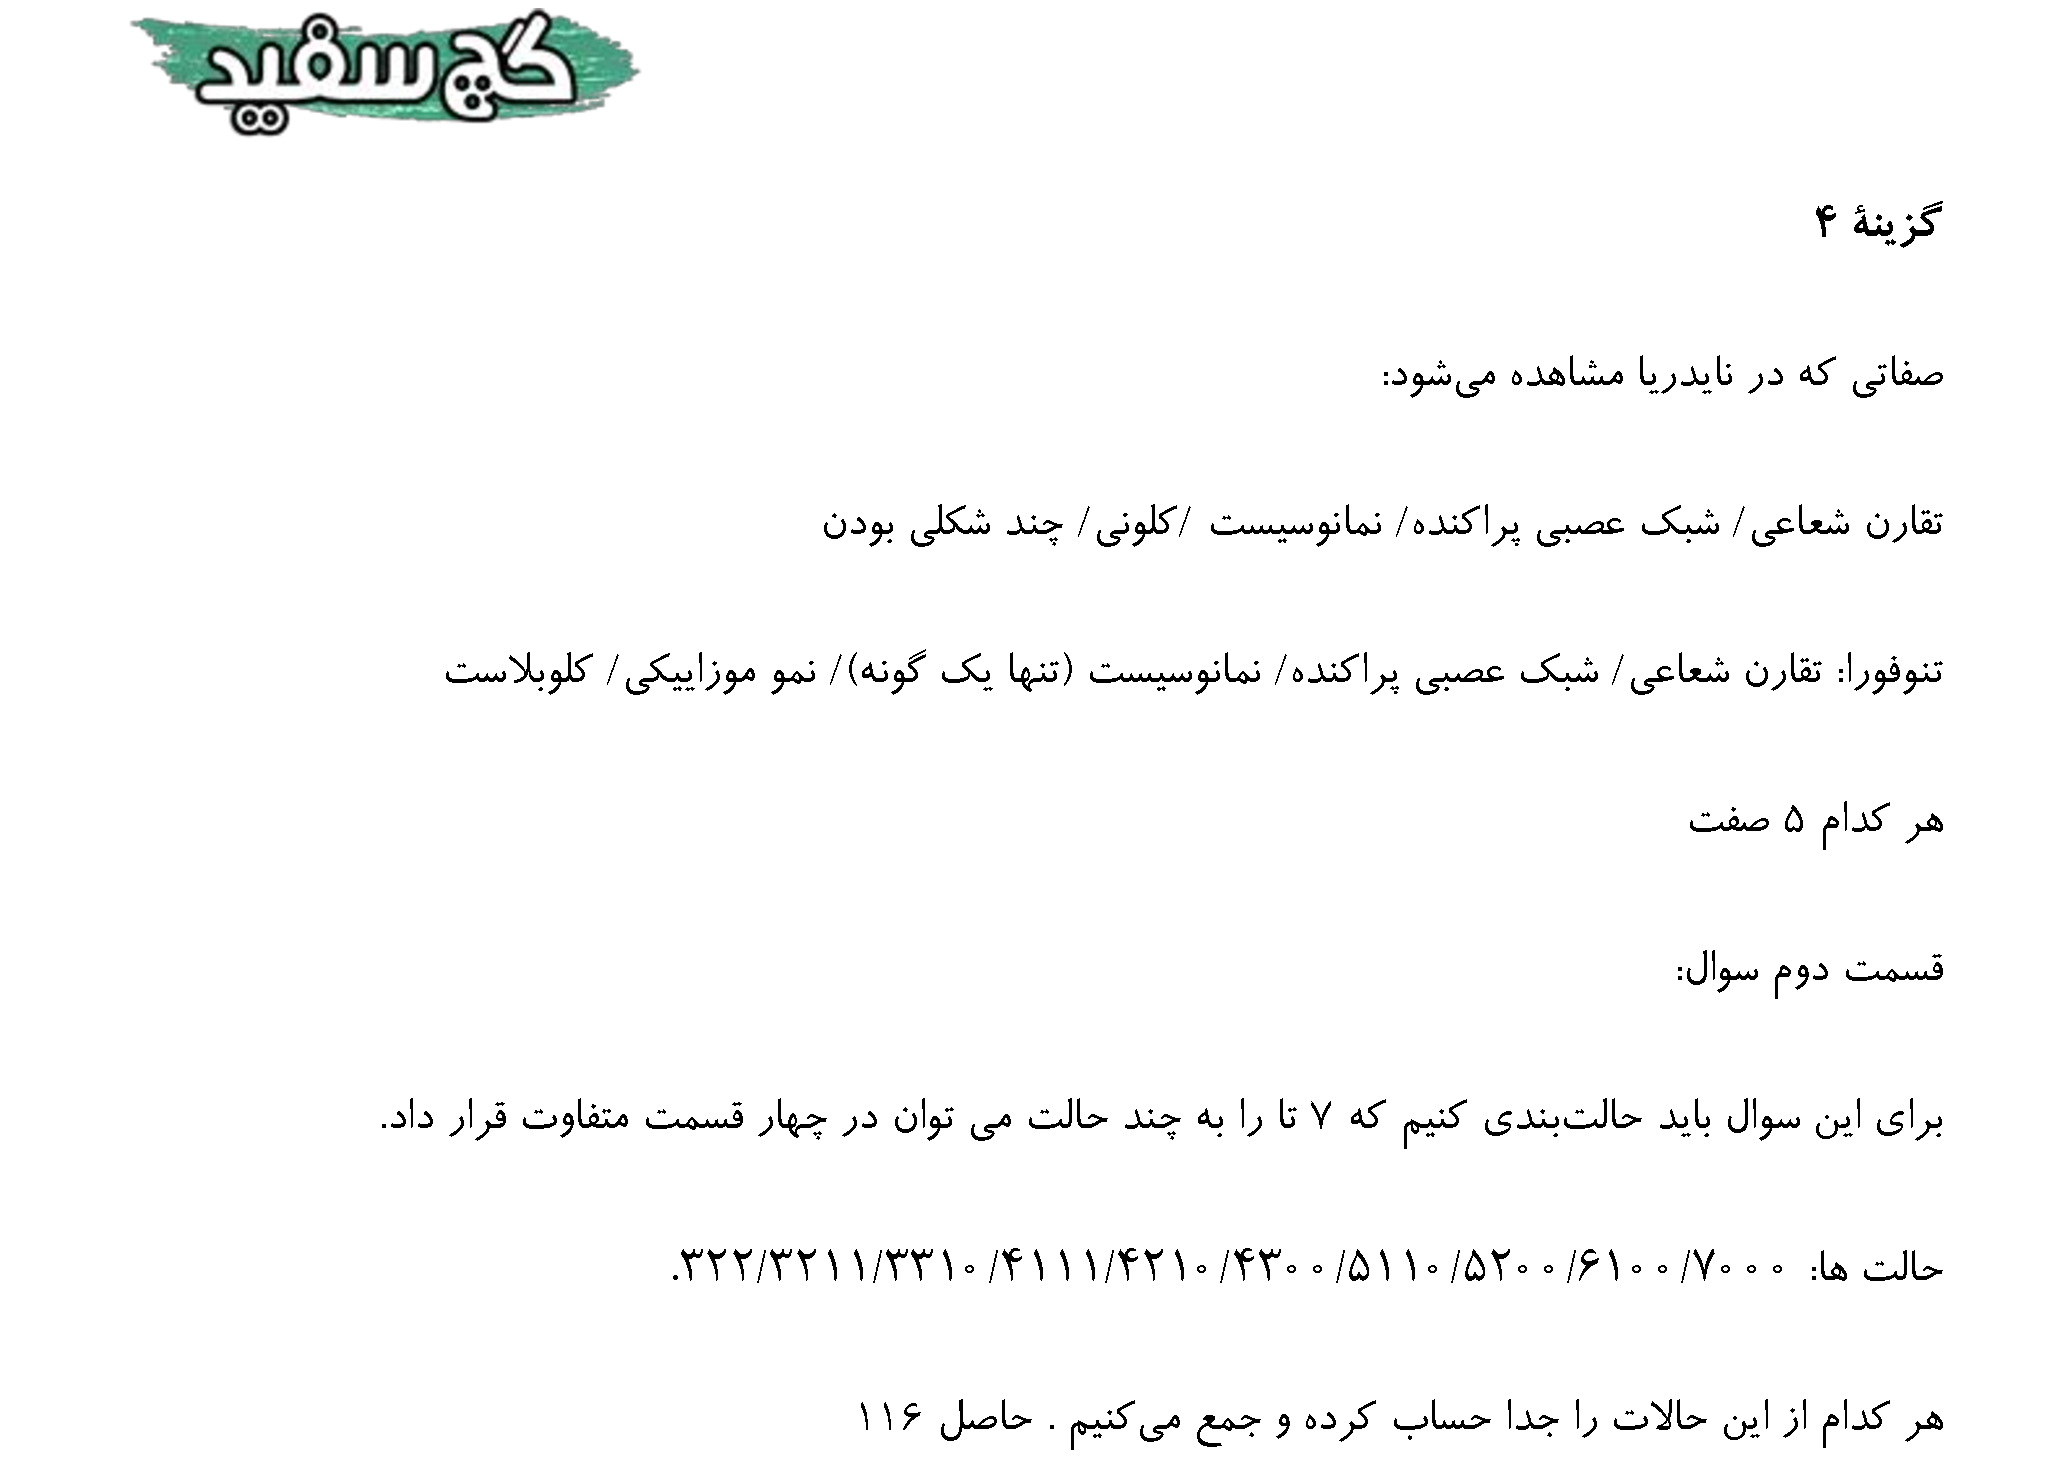 گچ سفید
گزینهٔ ۴
صفاتی که در نایدریا مشاهده می‌شود:
تقارن شعاعی/ شبک عصبی پراکنده/ نمانوسیست /کلونی/ چند شکلی بودن
تنوفورا: تقارن شعاعی/ شبک عصبی پراکنده/ نمانوسیست (تنها یک گونه)/ نمو موزاییکی/ کلوبلاست
هر کدام ۵ صفت
قسمت دوم سوال:
برای این سوال باید حالت‌بندی کنیم که ۷ تا را به چند حالت می توان در چهار قسمت متفاوت قرار داد.
حالت ها: ۷۰۰۰/۶۱۰۰/۵۲۰۰/۵۱۱۰/۴۳۰۰/۴۲۱۰/۴۱۱۱/۳۳۱۰/۳۲۱۱/۳۲۲.
هر کدام از این حالات را جدا حساب کرده و جمع می‌کنیم . حاصل ۱۱۶